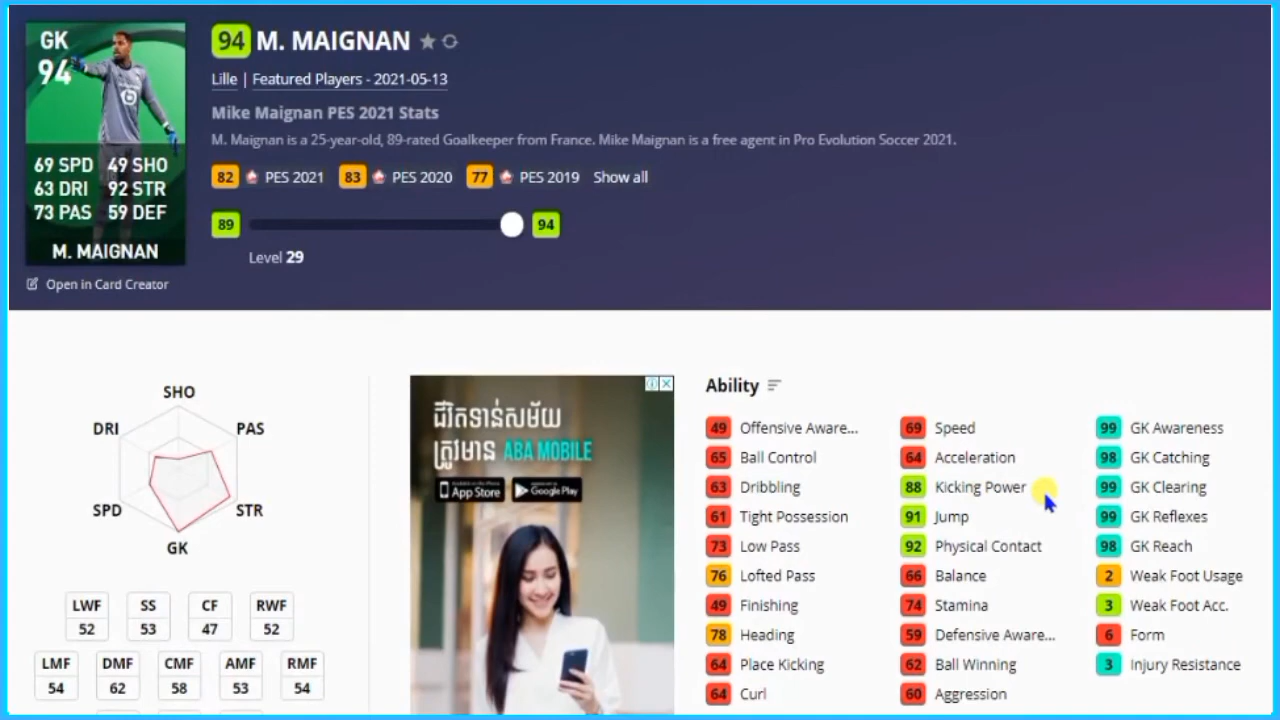 GK
94
69 SPD 49 SHO
63 DRI 92 STR
73 PAS 59 DEF
M. MAIGNAN
Open in Card Creator
94 M. MAIGNAN
Lille | Featured Players - 2021-05-13
Mike Maignan PES 2021 Stats
M. Maignan is a 25-year-old, 89-rated Goalkeeper from France. Mike Maignan is a free agent in Pro Evolution Soccer 2021.
82 PES 2021 83 PES 2020 77 PES 2019 Show all
89 94
Level 29
SHO
DRI PAS
SPD STR
GK
LWF SS CF RWF
52 53 47 52
LMF DMF CMF AMF RMF
54 62 58 53 54
ជីវិតទាន់សម័យ
ត្រូវមាន ABA MOBILE
App Store Google Play
Ability
49 Offensive Aware... 69 Speed 99 GK Awareness
65 Ball Control 64 Acceleration 98 GK Catching
63 Dribbling 88 Kicking Power 99 GK Clearing
61 Tight Possession 91 Jump 99 GK Reflexes
73 Low Pass 92 Physical Contact 98 GK Reach
76 Lofted Pass 66 Balance 2 Weak Foot Usage
49 Finishing 74 Stamina 3 Weak Foot Acc.
78 Heading 59 Defensive Aware... 6 Form
64 Place Kicking 62 Ball Winning 3 Injury Resistance
64 Curl 60 Aggression